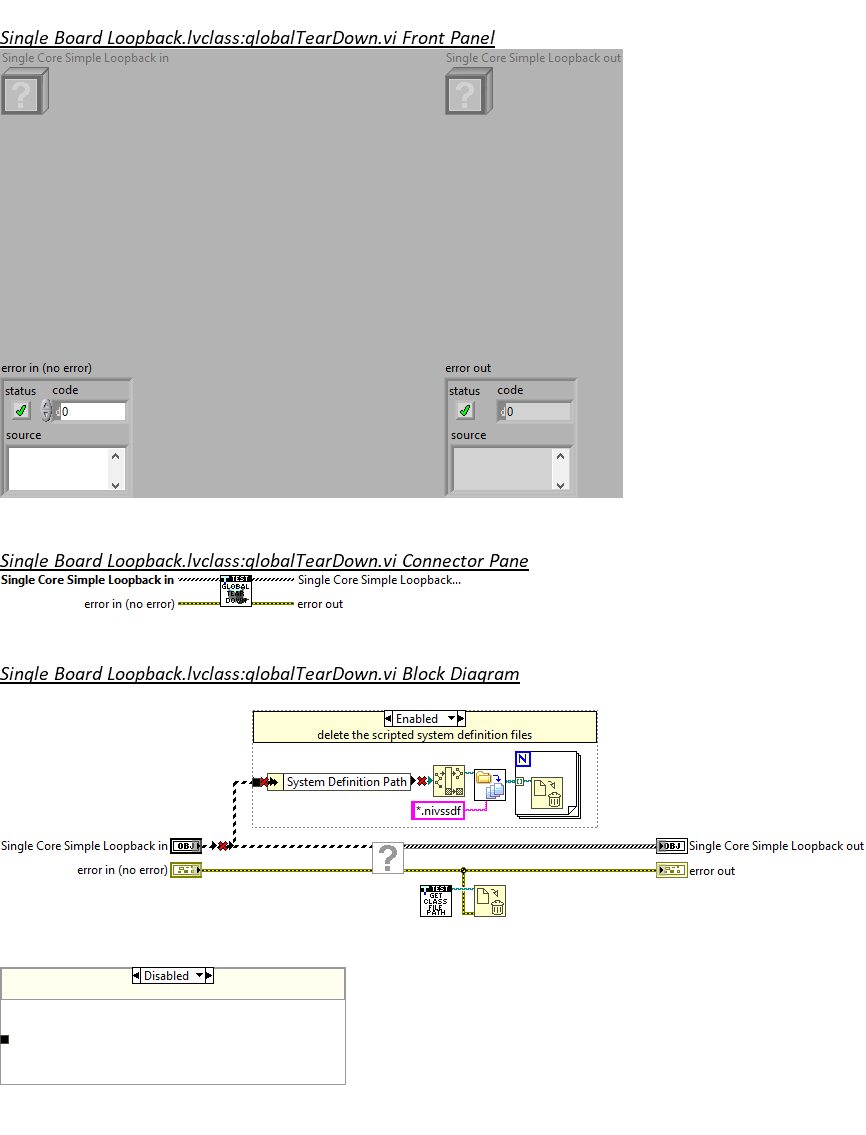 Single Board Loopback.lvclass:globalTearDown.vi Front Panel
Single Core Simple Loopback in
Single Core Simple Loopback out
?
?
error in (no error)
error out
status
code
status
code
d 0
d 0
source
source
Single Board Loopback.lvclass:globalTearDown.vi Connector Pane
Single Core Simple Loopback in
TEST
GLOBAL
TEAR
DOWN
Single Core Simple Loopback...
error in (no error)
error out
Single Board Loopback.lvclass:globalTearDown.vi Block Diagram
Enabled
delete the scripted system definition files
N
System Definition Path
*.nivssdf
Single Core Simple Loopback in
OBJ
?
OBJ
Single Core Simple Loopback out
error in (no error)
error out
TEST
GET
CLASS
FILE
PATH
Disabled